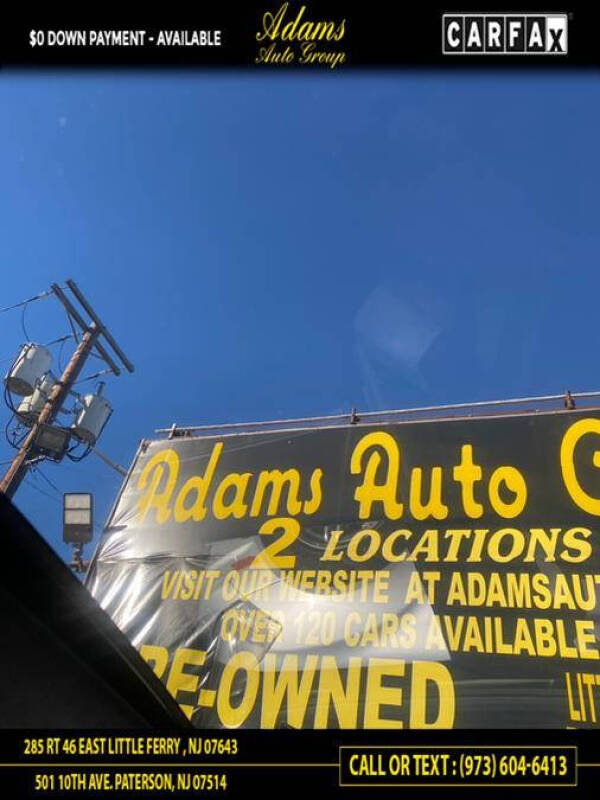 $0 DOWN PAYMENT - AVAILABLE
Adams
Auto Group
CARFAX
Adams Auto G
2 LOCATIONS
VISIT OUR WEBSITE AT ADAMSAUT
OVER 120 CARS AVAILABLE
RE-OWNED
LIT
285 RT 46 EAST LITTLE FERRY , NJ 07643
501 10TH AVE. PATERSON, NJ 07514
CALL OR TEXT : (973) 604-6413